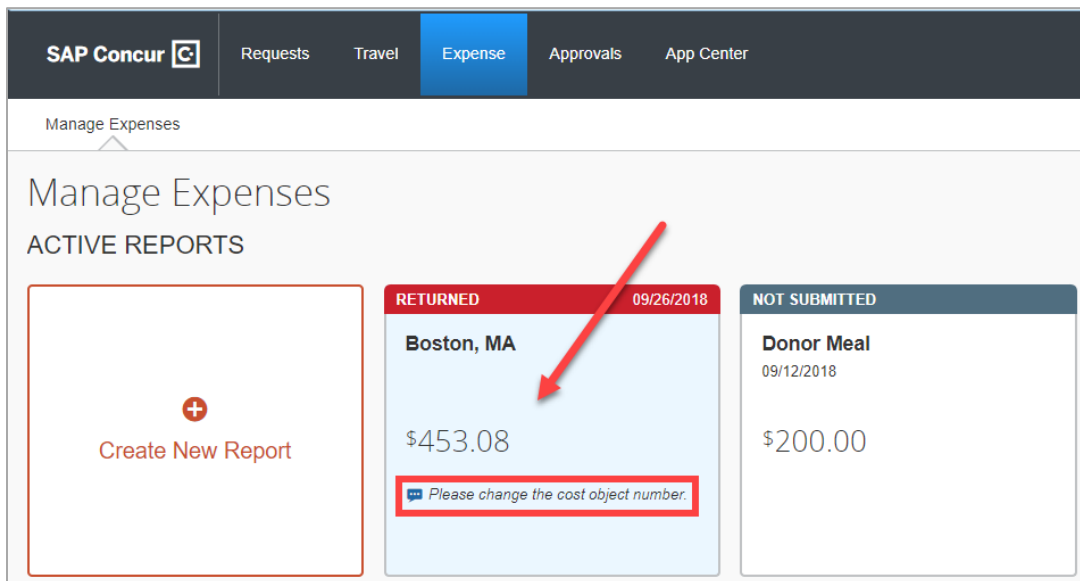 SAP Concur C Requests Travel Expense Approvals App Center
Manage Expenses
Manage Expenses
ACTIVE REPORTS
Create New Report
RETURNED 09/26/2018
Boston, MA
$453.08
Please change the cost object number.
NOT SUBMITTED
Donor Meal
09/12/2018
$200.00